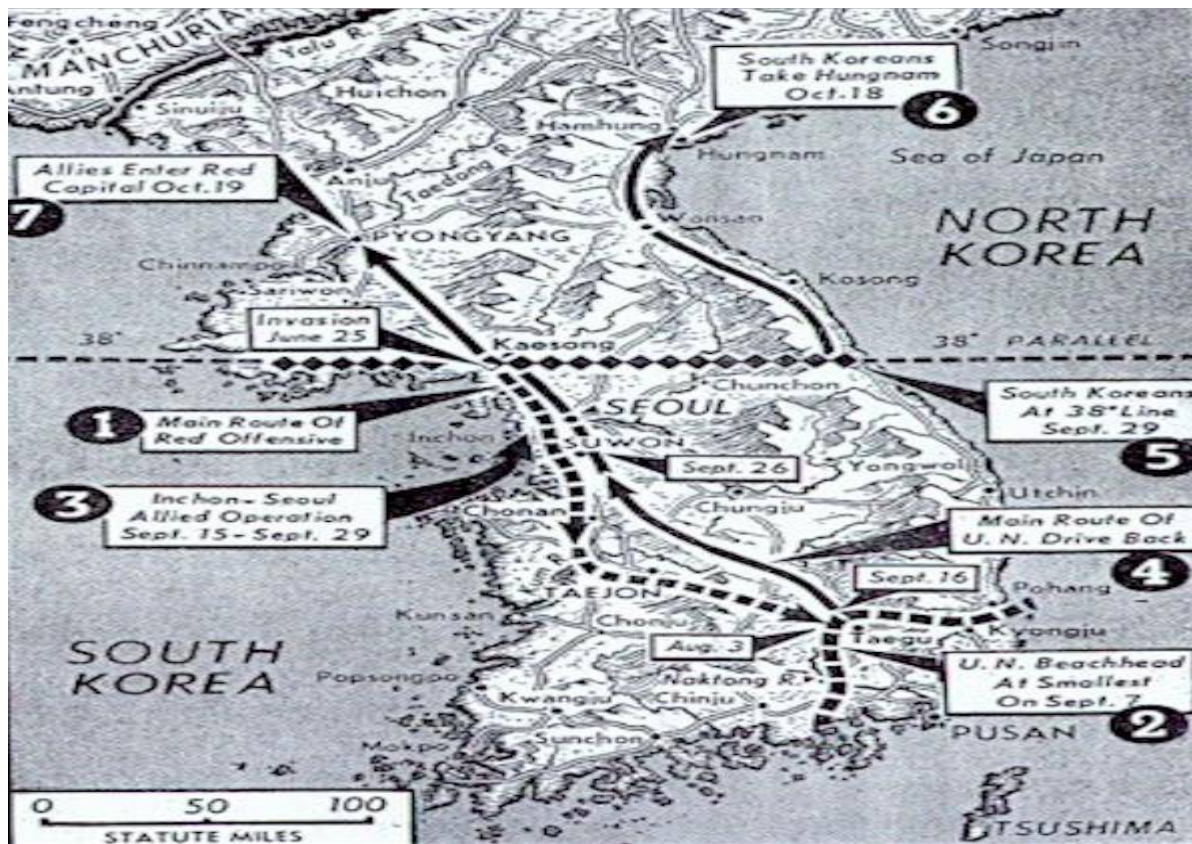 Fengcheng
MANCHURIA
Antung
Yalu R.
Sinuiju
Huichon
Songjin
South Koreans
Take Hungnam
Oct. 18
6
Hamhung
Hungnam
Sea of Japan
Allies Enter Red
Capital Oct. 19
7
Anju
Taedong R.
Wonsan
NORTH
KOREA
PYONGYANG
Chinnampo
Sariwon
Kosong
Invasion
June 25
38°
Kaesong
38° PARALLEL
Chunchon
South Koreans
At 38° Line
Sept. 29
5
1
Main Route Of
Red Offensive
SEOUL
Inchon
SUWON
Sept. 26
Yongwol
Utchin
3
Inchon - Seoul
Allied Operation
Sept. 15 - Sept. 29
Chonan
Chungju
Main Route Of
U. N. Drive Back
4
Sept. 16
Pohang
TAEJON
Kunsan
Chonju
Aug. 3
Taegu
Kyongju
SOUTH
KOREA
Popsongpo
Naktong R.
U. N. Beachhead
At Smallest
On Sept. 7
2
Kwangju
Chinju
PUSAN
Sunchon
Mokpo
0 50 100
STATUTE MILES
TSUSHIMA